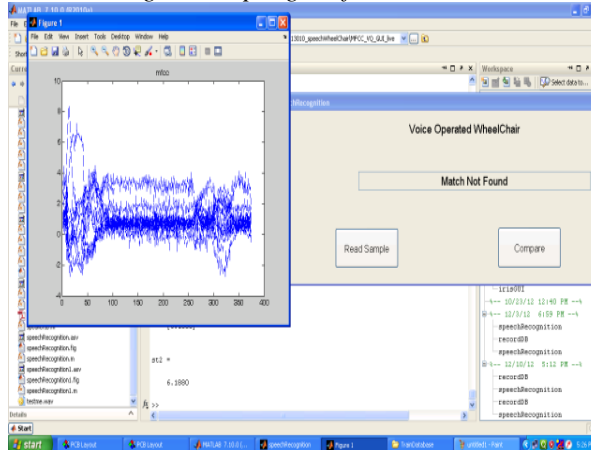 MATLAB 7.10.0 (R2010a)
Figure 1
File Edit View Insert Tools Desktop Window Help
mfcc
10
8
6
4
2
0
-2
-4
0 50 100 150 200 250 300 350 400
Workspace
Select data to...
Voice Operated WheelChair
Match Not Found
Read Sample
Compare
irisGUI
10/23/12 12:40 PM
12/3/12 6:59 PM
speechRecognition
recordDB
speechRecognition
12/10/12 5:12 PM
recordDB
recordDB
speechRecognition
speechRecognition.asv
speechRecognition.fig
speechRecognition.m
speechRecognition1.asv
speechRecognition1.fig
speechRecognition1.m
testme.wav
st2 =
6.1880
fx >>
Details
Start
start
PCB Layout
PCB Layout
MATLAB 7.10.0 (...
speechRecognition
Figure 1
TrainDatabase
untitled1 - Paint